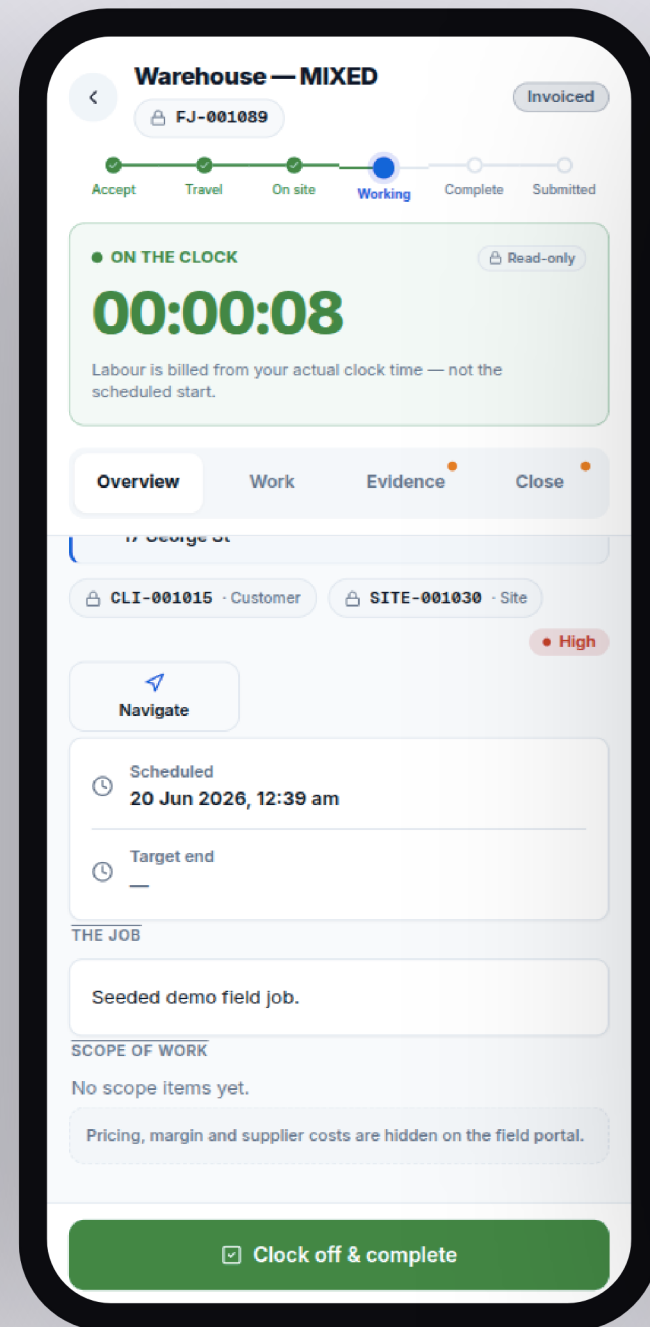 Warehouse — MIXED
FJ-001089
Invoiced
Accept
Travel
On site
Working
Complete
Submitted
ON THE CLOCK
Read-only
00:00:08
Labour is billed from your actual clock time — not the
scheduled start.
Overview
Work
Evidence
Close
17 George St
CLI-001015 · Customer
SITE-001030 · Site
High
Navigate
Scheduled
20 Jun 2026, 12:39 am
Target end
—
THE JOB
Seeded demo field job.
SCOPE OF WORK
No scope items yet.
Pricing, margin and supplier costs are hidden on the field portal.
Clock off & complete